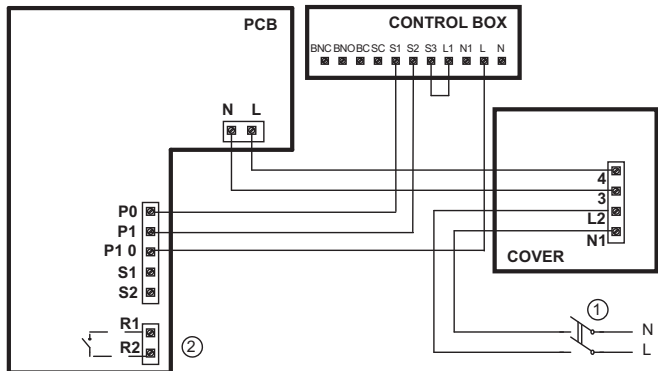 PCB
CONTROL BOX
BNC BNO BC SC S1 S2 S3 L1 N1 L N
N L
4
3
L2
N1
COVER
P0
P1
P1 0
S1
S2
R1
R2
2
1
N
L